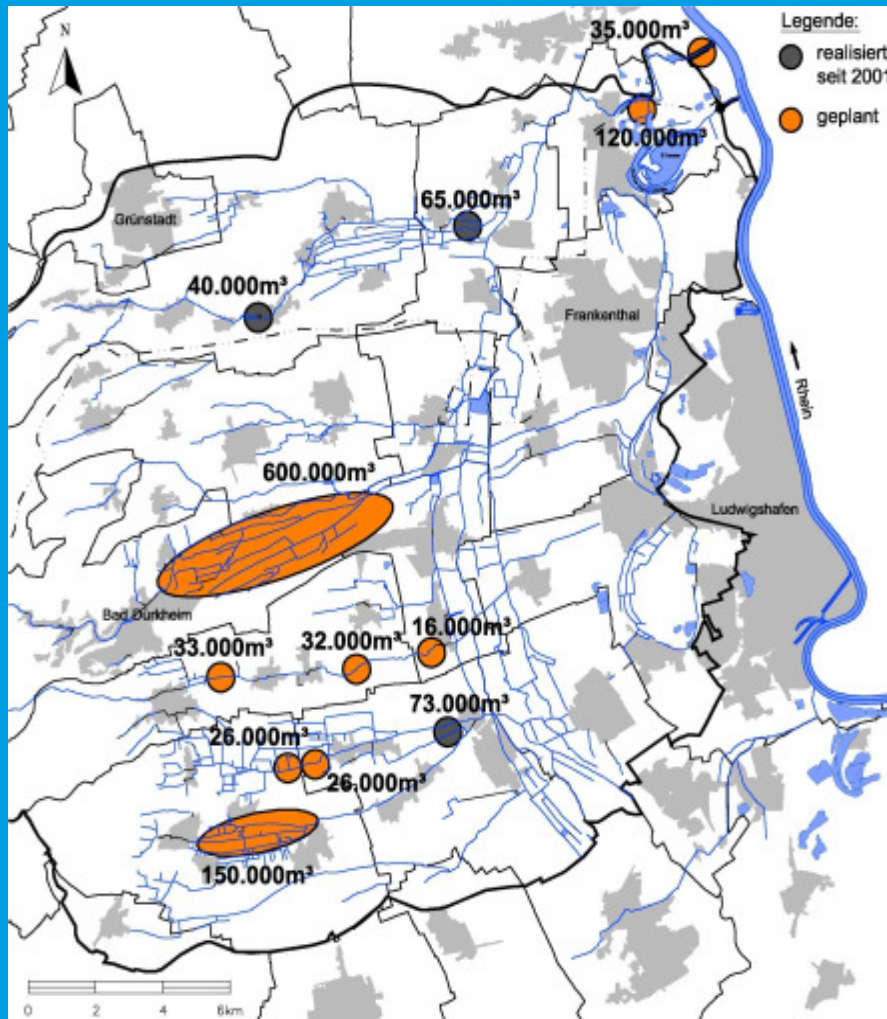 N
35.000m³
Legende:
realisiert
seit 2001
geplant
120.000m³
65.000m³
Grünstadt
40.000m³
Frankenthal
Rhein
600.000m³
Ludwigshafen
Bad Dürkheim
33.000m³
32.000m³
16.000m³
73.000m³
26.000m³
26.000m³
150.000m³
0 2 4 6km